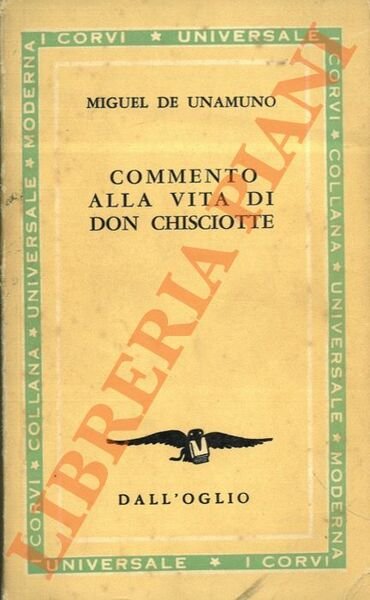 I CORVI ★ UNIVERSALE
MODERNA
I CORVI ★ COLLANA ★ UNIVERSALE ★ MODERNA
I CORVI ★ COLLANA ★ UNIVERSALE ★
UNIVERSALE ★ I CORVI
MIGUEL DE UNAMUNO
COMMENTO
ALLA VITA DI
DON CHISCIOTTE
DALL'OGLIO
LIBRERIA PIANI